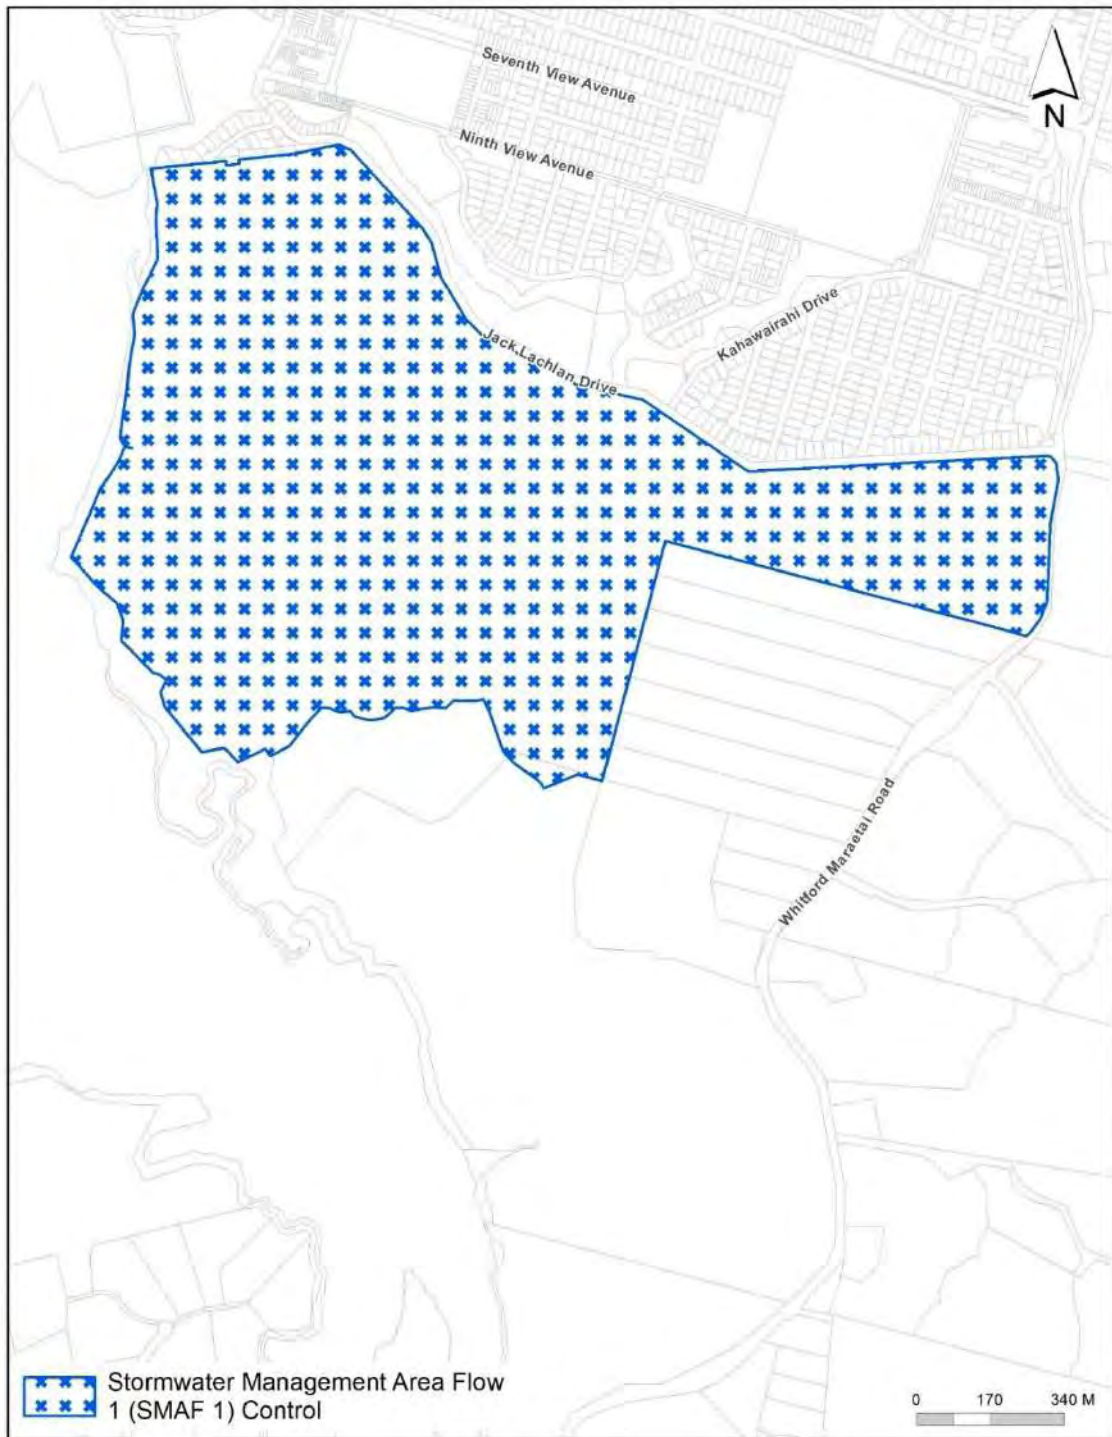 Seventh View Avenue
N
Ninth View Avenue
Kahawairahi Drive
Jack Lachlan Drive
Whitford Maraetai Road
Stormwater Management Area Flow
1 (SMAF 1) Control
0 170 340 M